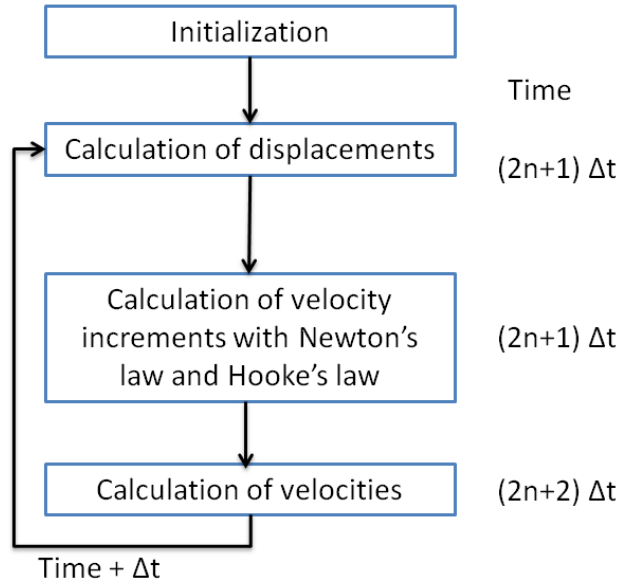 Initialization
Time
Calculation of displacements
(2n+1) Δt
Calculation of velocity
increments with Newton's
law and Hooke's law
(2n+1) Δt
Calculation of velocities
(2n+2) Δt
Time + Δt